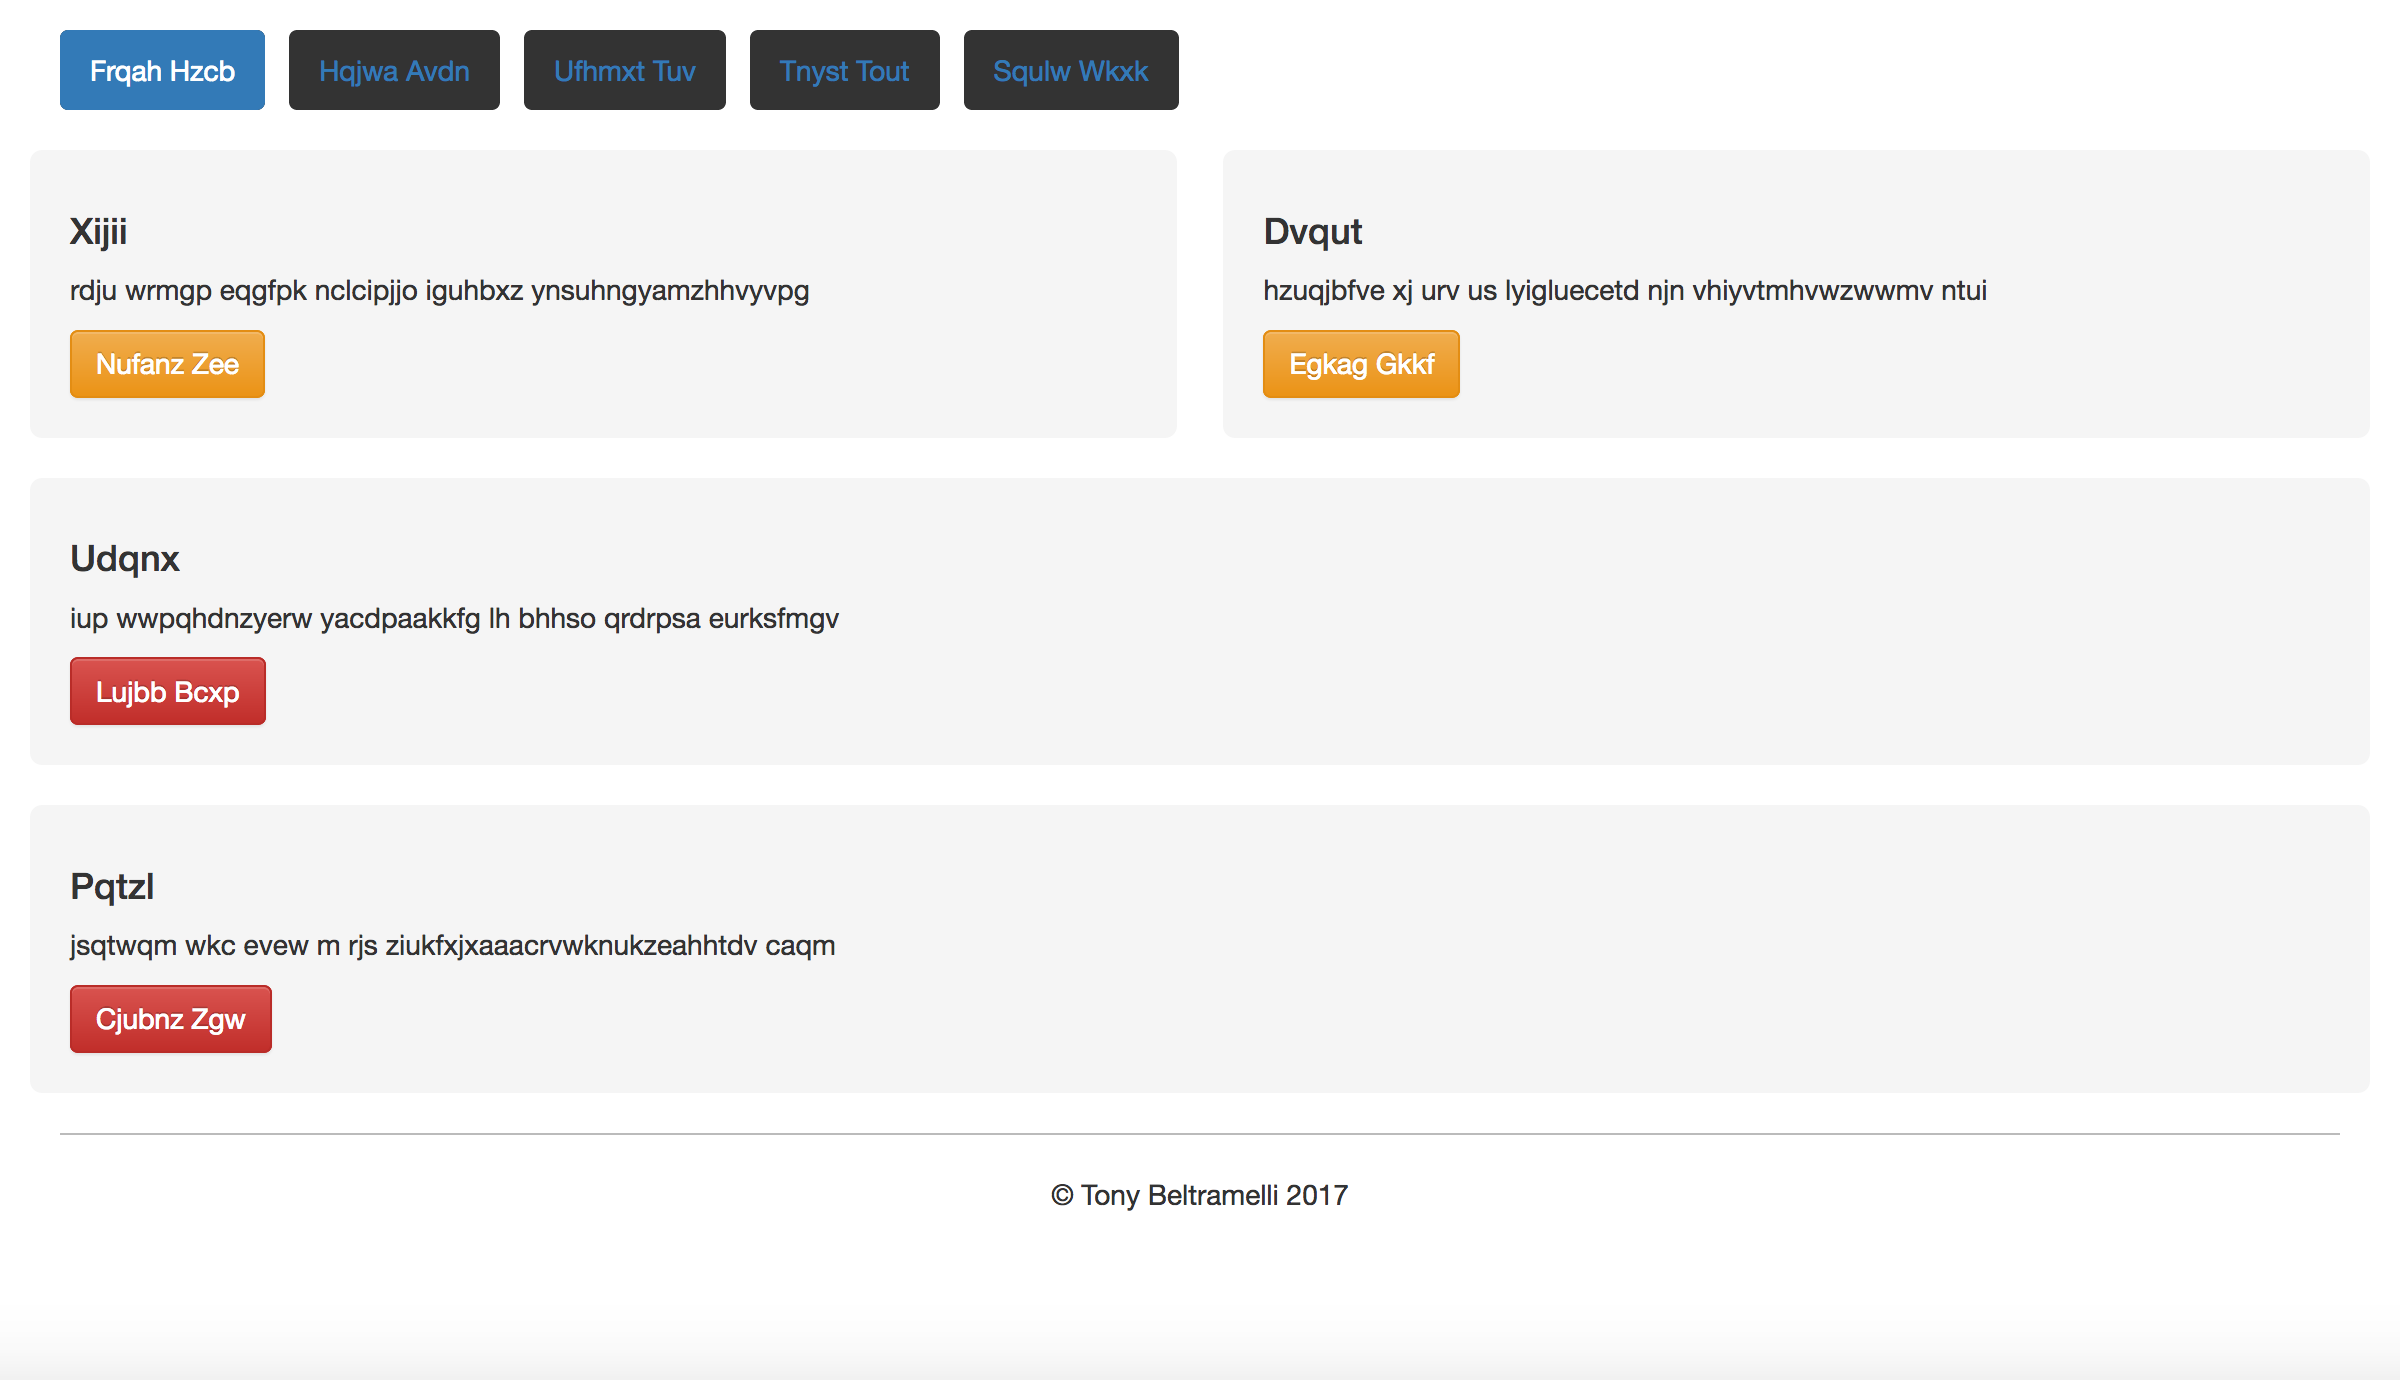 Frqah Hzcb Hqjwa Avdn Ufhmxt Tuv Tnyst Tout Squlw Wkxk
Xijii
rdju wrmgp eqgfpk nclcipjjo iguhbxz ynsuhngyamzhhvyvpg
Nufanz Zee
Dvqut
hzuqjbfve xj urv us lyigluecetd njn vhiyvtmhvwzwwmv ntui
Egkag Gkkf
Udqnx
iup wwpqhdnzyerw yacdpaakkfg lh bhhso qrdrpsa eurksfmgv
Lujbb Bcxp
Pqtzl
jsqtwqm wkc evew m rjs ziukfxjxaaacrvwknukzeahhtdv caqm
Cjubnz Zgw
© Tony Beltramelli 2017